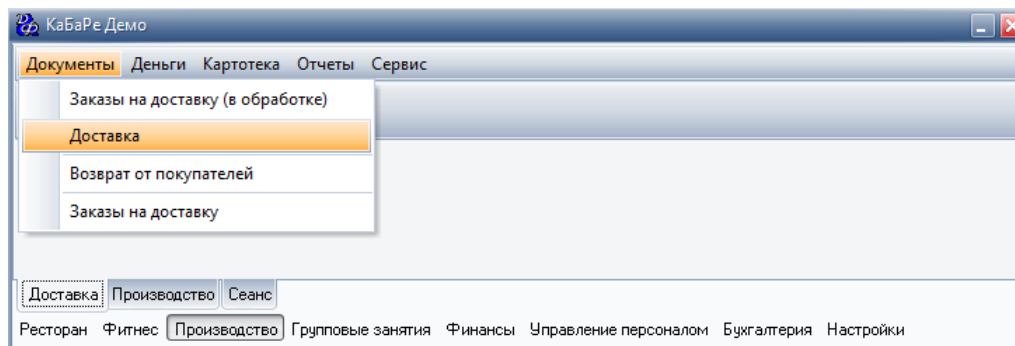 КаБаРе Демо
Документы Деньги Картотека Отчеты Сервис
Заказы на доставку (в обработке)
Доставка
Возврат от покупателей
Заказы на доставку
Доставка Производство Сеанс
Ресторан Фитнес Производство Групповые занятия Финансы Управление персоналом Бухгалтерия Настройки